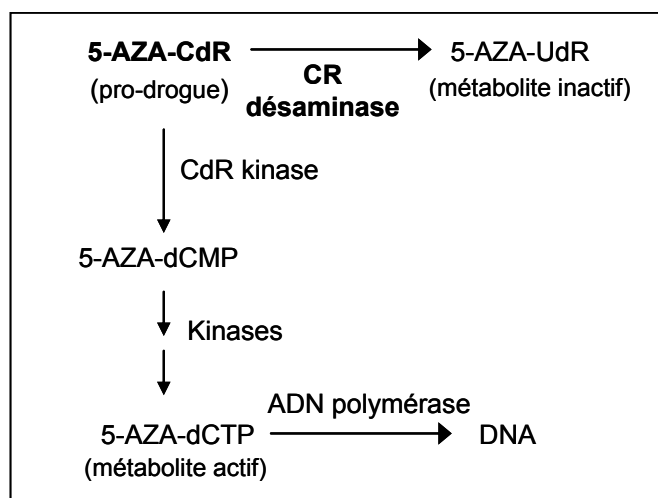 5-AZA-CdR
5-AZA-UdR
(pro-drogue)
CR
désaminase
(métabolite inactif)
CdR kinase
5-AZA-dCMP
Kinases
ADN polymérase
5-AZA-dCTP
DNA
(métabolite actif)